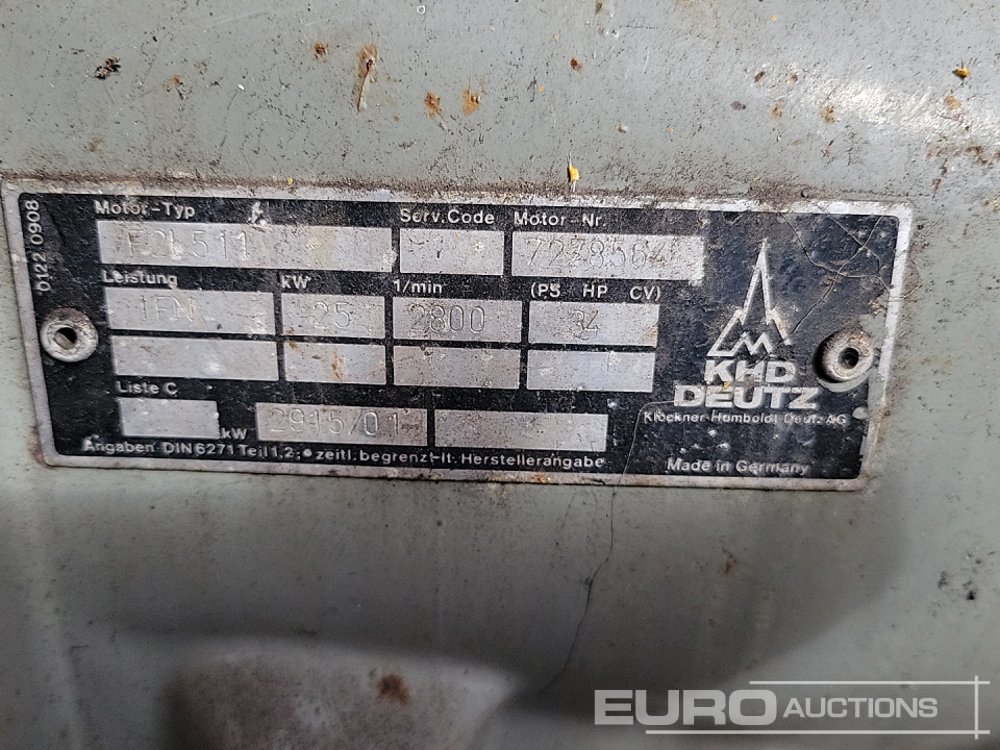 0122 0908
Motor-Typ Serv.Code Motor-Nr.
F2L511
Leistung kW 1/min (PS HP CV)
IFN 25 2800 34
Liste C
kW 2915/01
Angaben: DIN 6271 Teil 1,2; zeitl. begrenzt lt. Herstellerangabe
KHD
DEUTZ
Klöckner-Humboldt-Deutz AG
Made in Germany
EURO AUCTIONS